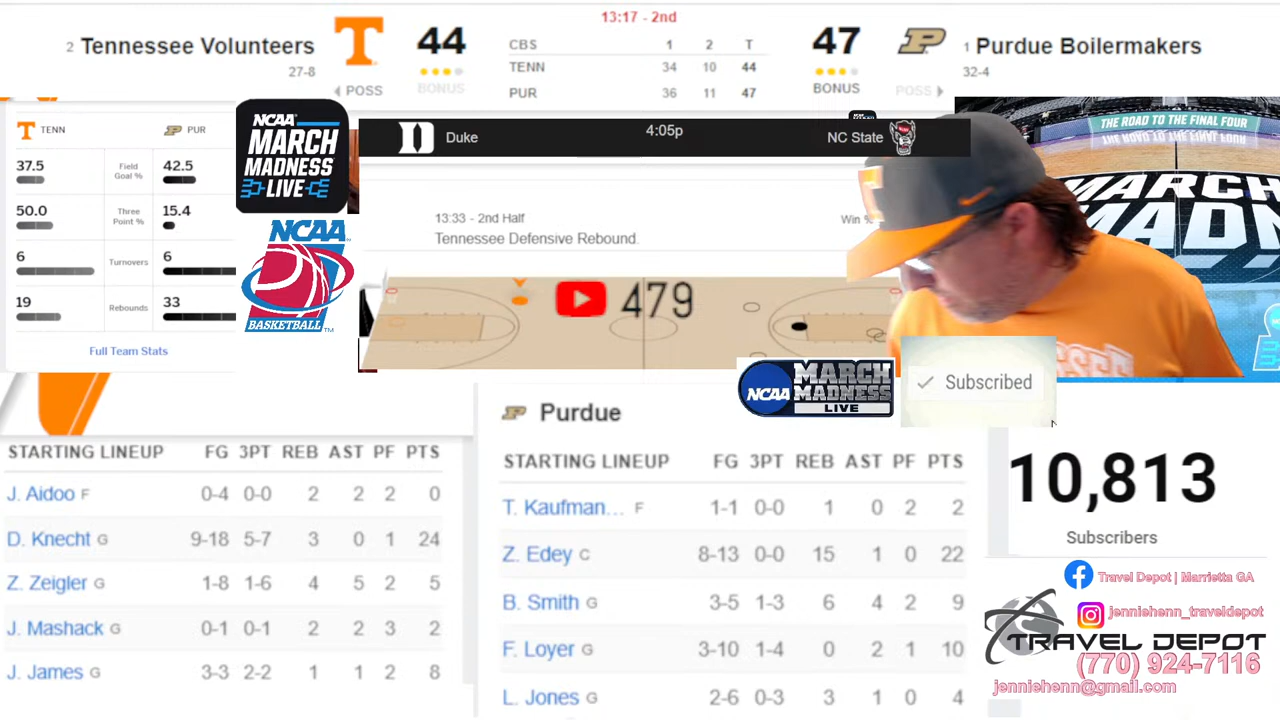 13:17 - 2nd
2 Tennessee Volunteers
27-8
T
44
BONUS
POSS
CBS 1 2 T
TENN 34 10 44
PUR 36 11 47
47
BONUS
P
POSS
1 Purdue Boilermakers
32-4
T TENN P PUR
37.5 Field Goal % 42.5
50.0 Three Point % 15.4
6 Turnovers 6
19 Rebounds 33
Full Team Stats
NCAA
MARCH
MADNESS
LIVE
NCAA
BASKETBALL™
D Duke 4:05p NC State
13:33 - 2nd Half
Win %
Tennessee Defensive Rebound.
479
THE ROAD TO THE FINAL FOUR
MARCH
MADN
NCAA MARCH
MADNESS
LIVE
Subscribed
STARTING LINEUP FG 3PT REB AST PF PTS
J. Aidoo F 0-4 0-0 2 2 2 0
D. Knecht G 9-18 5-7 3 0 1 24
Z. Zeigler G 1-8 1-6 4 5 2 5
J. Mashack G 0-1 0-1 2 2 3 2
J. James G 3-3 2-2 1 1 2 8
P Purdue
STARTING LINEUP FG 3PT REB AST PF PTS
T. Kaufman... F 1-1 0-0 1 0 2 2
Z. Edey C 8-13 0-0 15 1 0 22
B. Smith G 3-5 1-3 6 4 2 9
F. Loyer G 3-10 1-4 0 2 1 10
L. Jones G 2-6 0-3 3 1 0 4
10,813
Subscribers
Travel Depot | Marrietta GA
jenniehenn_traveldepot
TRAVEL DEPOT
(770) 924-7116
jenniehenn@gmail.com